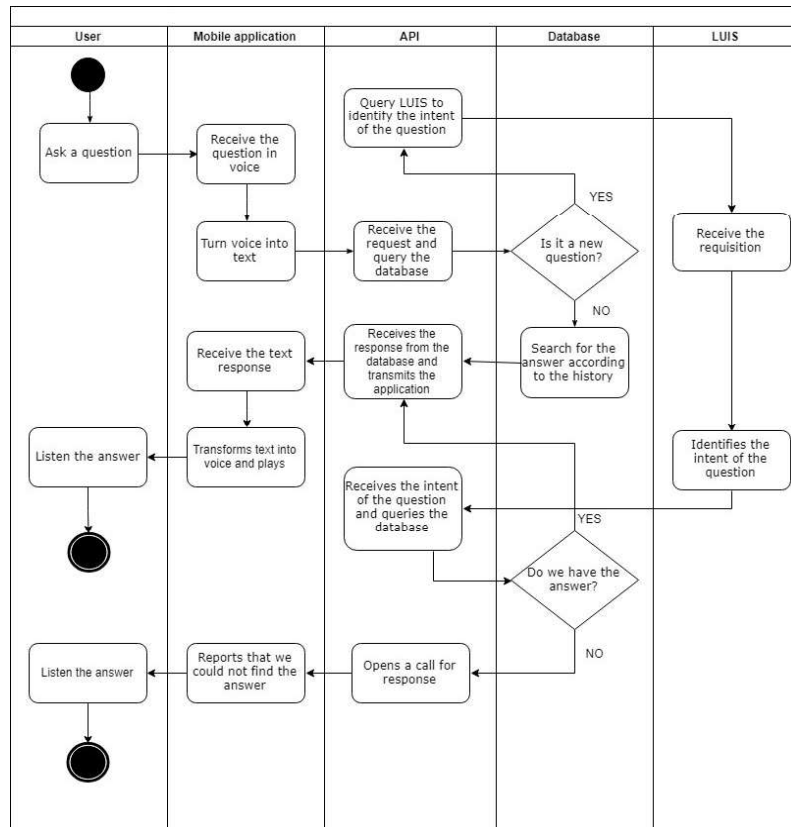 User
Mobile application
API
Database
LUIS
Query LUIS to
identify the intent
of the question
Ask a question
Receive the
question in
voice
YES
Turn voice into
text
Receive the
request and
query the
database
Is it a new
question?
Receive the
requisition
NO
Receive the text
response
Receives the
response from the
database and
transmits the
application
Search for the
answer according
to the history
Listen the answer
Transforms text into
voice and plays
Identifies the
intent of the
question
Receives the intent
of the question
and queries the
database
YES
Do we have the
answer?
NO
Listen the answer
Reports that we
could not find the
answer
Opens a call for
response